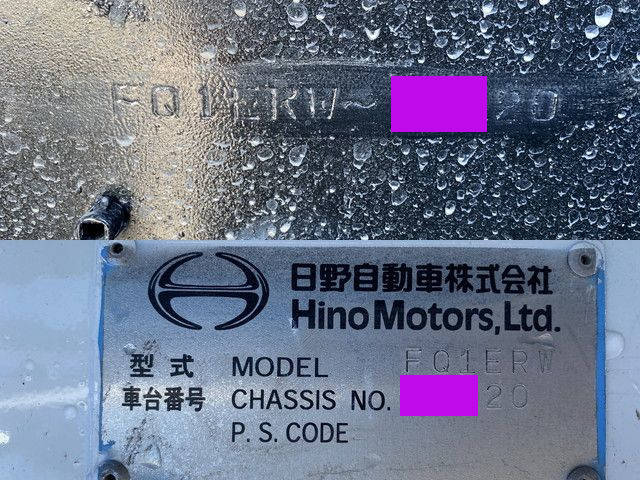 FQ1ERW~ 20
日野自動車株式会社
Hino Motors, Ltd.
型式 MODEL FQ1ERW
車台番号 CHASSIS NO. 20
P. S. CODE